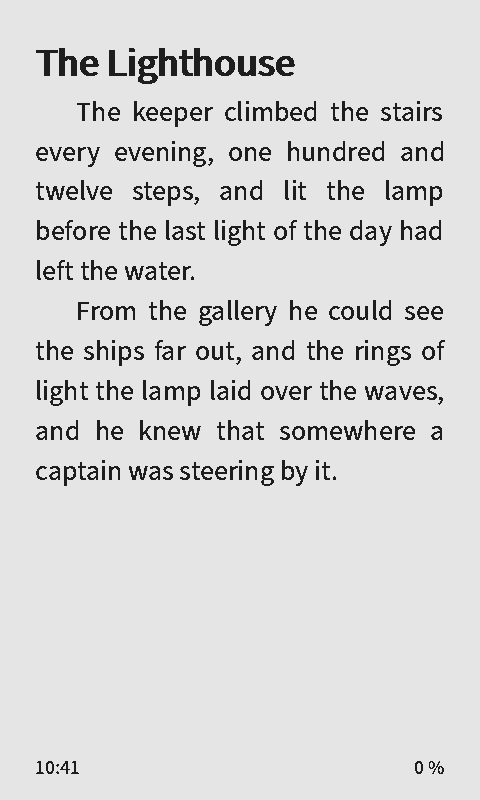 The Lighthouse
The keeper climbed the stairs
every evening, one hundred and
twelve steps, and lit the lamp
before the last light of the day had
left the water.
From the gallery he could see
the ships far out, and the rings of
light the lamp laid over the waves,
and he knew that somewhere a
captain was steering by it.
10:41
0 %